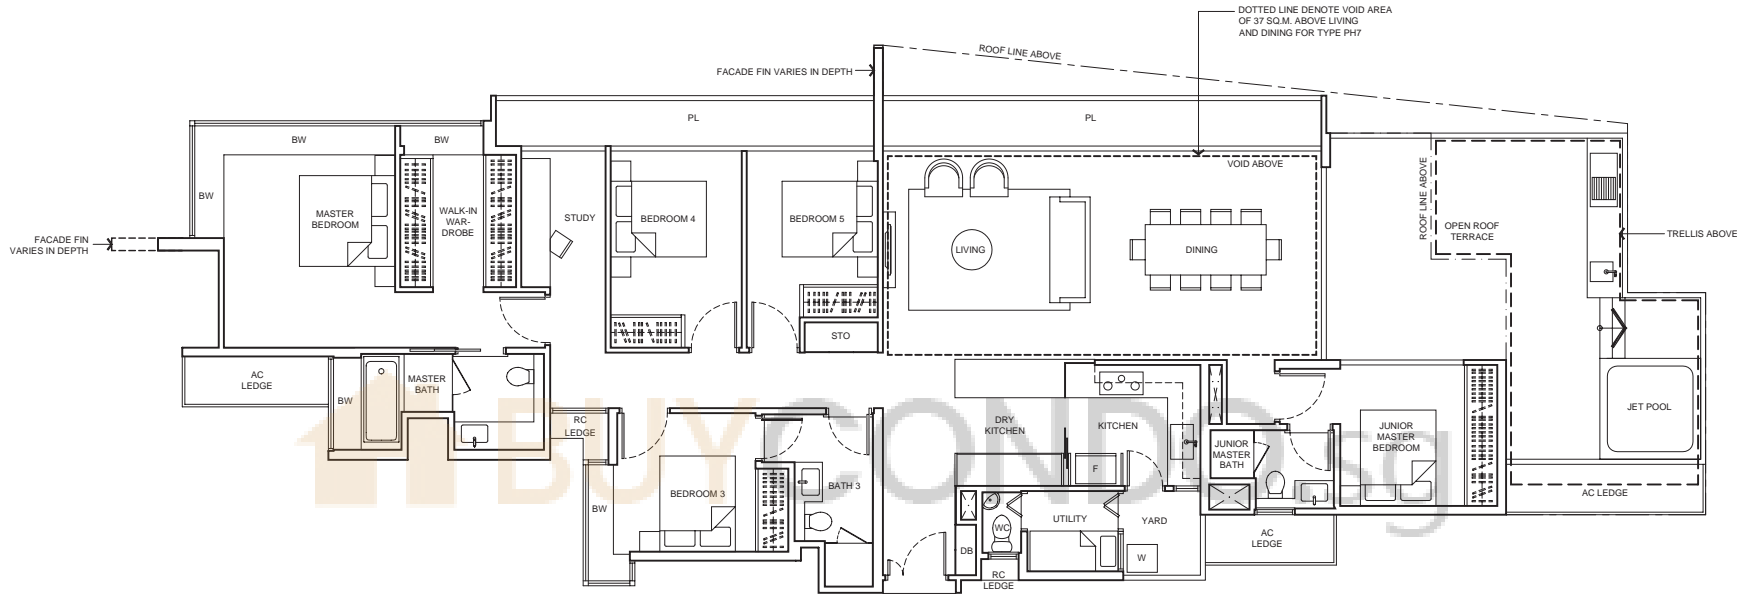 DOTTED LINE DENOTE VOID AREA
OF 37 SQ.M. ABOVE LIVING
AND DINING FOR TYPE PH7
ROOF LINE ABOVE
FACADE FIN VARIES IN DEPTH
PL
PL
BW
BW
BW
VOID ABOVE
ROOF LINE ABOVE
MASTER
BEDROOM
WALK-IN
WAR-
DROBE
STUDY
BEDROOM 4
BEDROOM 5
LIVING
DINING
OPEN ROOF
TERRACE
TRELLIS ABOVE
FACADE FIN
VARIES IN DEPTH
STO
AC
LEDGE
BW
MASTER
BATH
RC
LEDGE
DRY
KITCHEN
KITCHEN
JUNIOR
MASTER
BATH
JUNIOR
MASTER
BEDROOM
JET POOL
BUYCONDO.sg
F
BEDROOM 3
BATH 3
BW
AC LEDGE
WC
UTILITY
YARD
AC
LEDGE
DB
W
RC
LEDGE